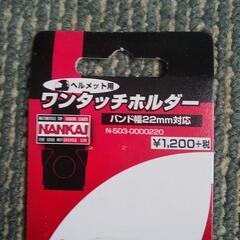 ヘルメット用
ワンタッチホルダー
バンド幅22mm対応
N-503-0000220
¥1,200+税
NANKAI